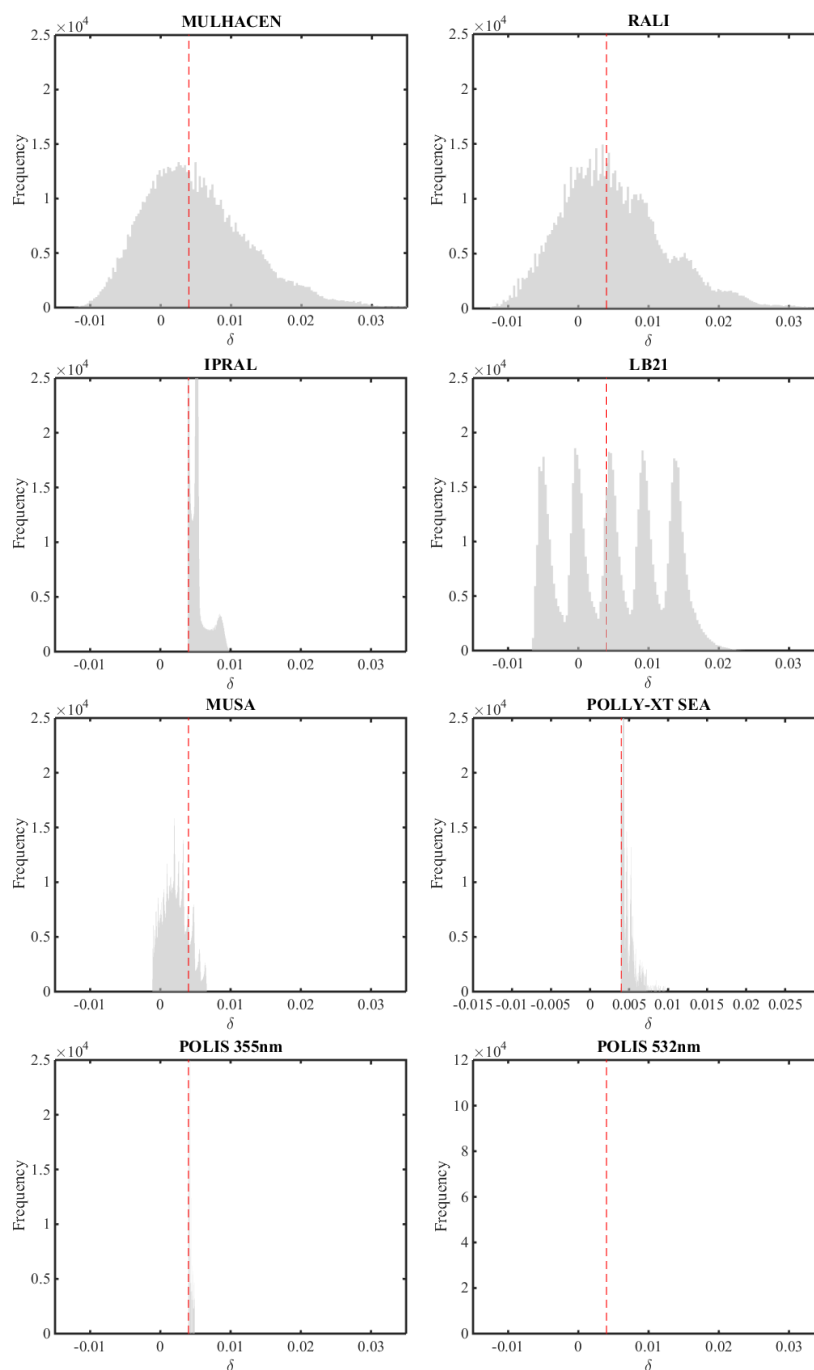 MULHACEN
×10⁴
2.5
2
1.5
1
0.5
0
Frequency
-0.01 0 0.01 0.02 0.03
δ
RALI
×10⁴
2.5
2
1.5
1
0.5
0
Frequency
-0.01 0 0.01 0.02 0.03
δ
IPRAL
×10⁴
2.5
2
1.5
1
0.5
0
Frequency
-0.01 0 0.01 0.02 0.03
δ
LB21
×10⁴
2.5
2
1.5
1
0.5
0
Frequency
-0.01 0 0.01 0.02 0.03
δ
MUSA
×10⁴
2.5
2
1.5
1
0.5
0
Frequency
-0.01 0 0.01 0.02 0.03
δ
POLLY-XT SEA
×10⁴
2.5
2
1.5
1
0.5
0
Frequency
-0.015 -0.01 -0.005 0 0.005 0.01 0.015 0.02 0.025
δ
POLIS 355nm
×10⁴
2.5
2
1.5
1
0.5
0
Frequency
-0.01 0 0.01 0.02 0.03
δ
POLIS 532nm
×10⁴
12
10
8
6
4
2
0
Frequency
-0.01 0 0.01 0.02 0.03
δ